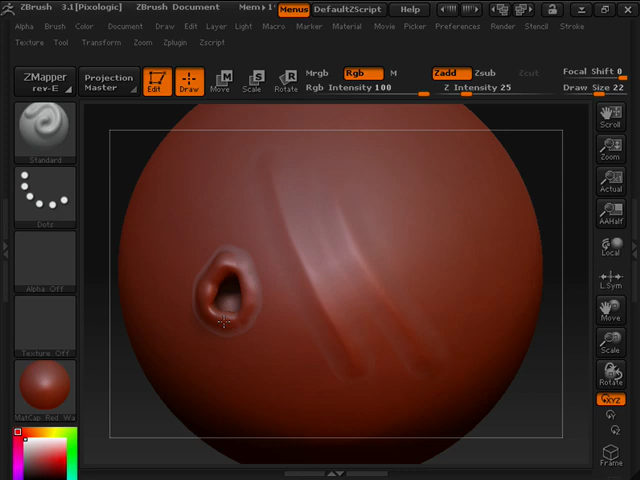 ZBrush 3.1[Pixologic] ZBrush Document Mem:1 Menus DefaultZScript Help
Alpha Brush Color Document Draw Edit Layer Light Macro Marker Material Movie Picker Preferences Render Stencil Stroke
Texture Tool Transform Zoom Zplugin Zscript
ZMapper
rev-E
Projection
Master
Edit
Draw
Move
Scale
Rotate
Mrgb Rgb M
Rgb Intensity 100
Zadd Zsub Zcut
Z Intensity 25
Focal Shift 0
Draw Size 22
Standard
Dots
Alpha Off
Texture Off
MatCap Red Wa
Scroll
Zoom
Actual
AAHalf
Local
L.Sym
Move
Scale
Rotate
XYZ
Y
Z
Frame